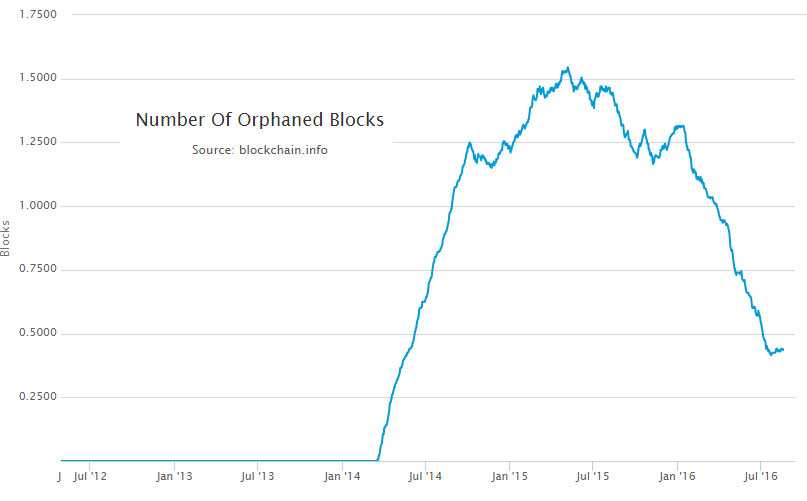 1.7500
1.5000
Number Of Orphaned Blocks
Source: blockchain.info
1.2500
1.0000
Blocks
0.7500
0.5000
0.2500
J Jul '12 Jan '13 Jul '13 Jan '14 Jul '14 Jan '15 Jul '15 Jan '16 Jul '16